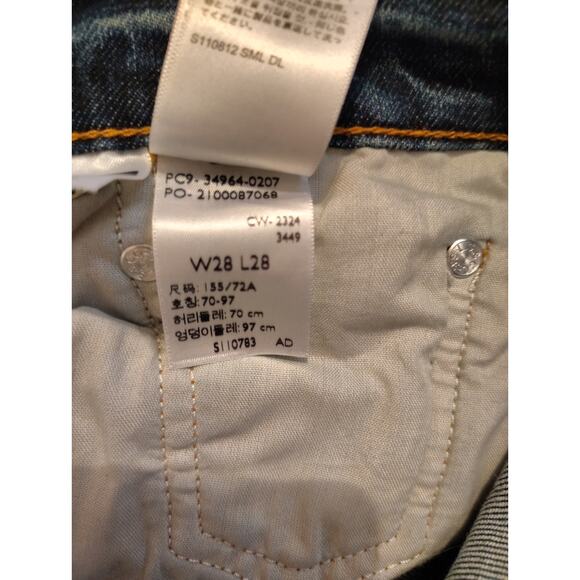 S110812 SML DL
PC9- 34964-0207
PO- 2100087068
CW- 2324
3449
W28 L28
尺码: 155/72A
호칭: 70-97
허리둘레: 70 cm
엉덩이둘레: 97 cm
S110783 AD